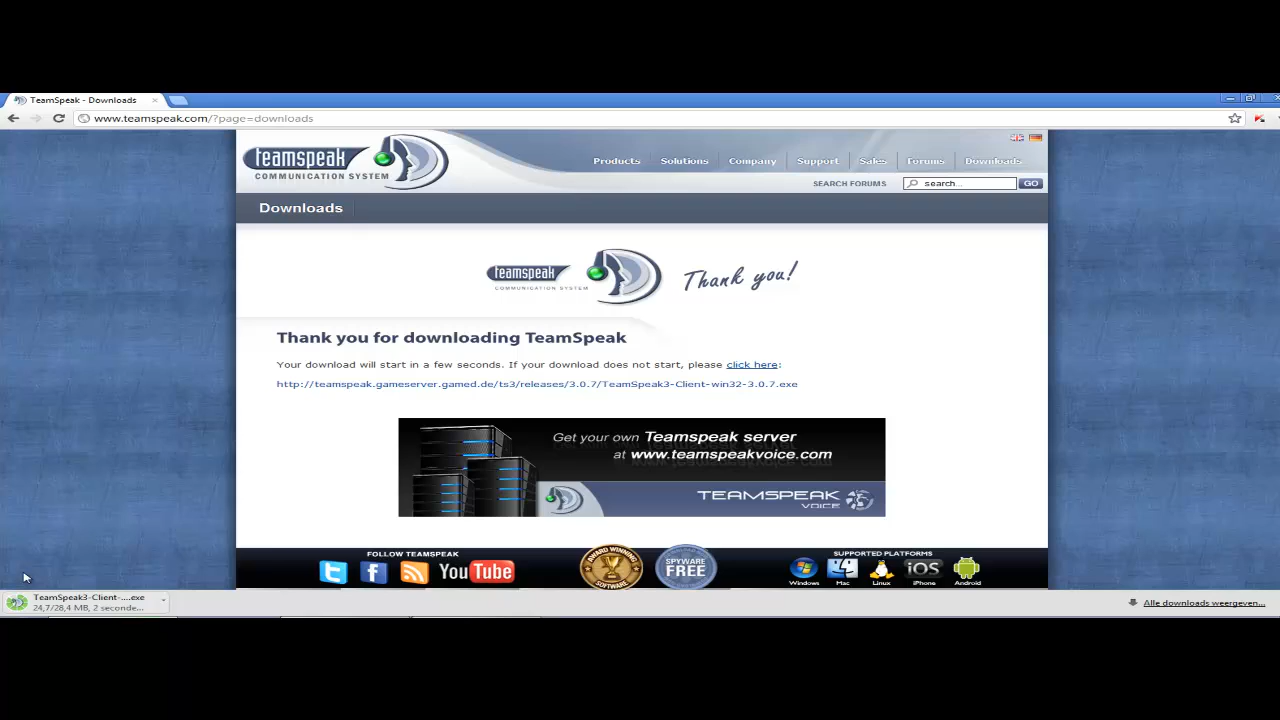 TeamSpeak - Downloads
www.teamspeak.com/?page=downloads
teamspeak
COMMUNICATION SYSTEM
Products
Solutions
Company
Support
Sales
Forums
Downloads
SEARCH FORUMS
search...
GO
Downloads
teamspeak
COMMUNICATION SYSTEM
Thank you!
Thank you for downloading TeamSpeak
Your download will start in a few seconds. If your download does not start, please click here:
http://teamspeak.gameserver.gamed.de/ts3/releases/3.0.7/TeamSpeak3-Client-win32-3.0.7.exe
Get your own Teamspeak server
at www.teamspeakvoice.com
TEAMSPEAK
VOICE
FOLLOW TEAMSPEAK
YouTube
AWARD WINNING
SOFTWARE
SPYWARE
FREE
SUPPORTED PLATFORMS
iOS
Windows
Mac
Linux
iPhone
Android
TeamSpeak3-Client-....exe
24,7/28,4 MB, 2 seconde...
Alle downloads weergeven...